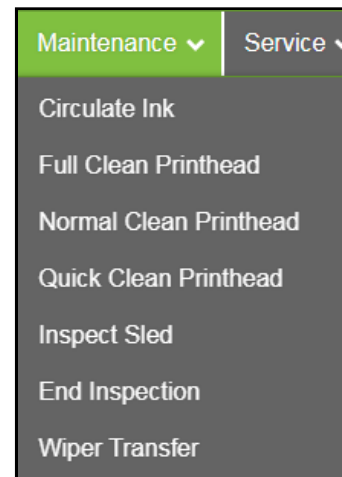 Maintenance Service
Circulate Ink
Full Clean Printhead
Normal Clean Printhead
Quick Clean Printhead
Inspect Sled
End Inspection
Wiper Transfer